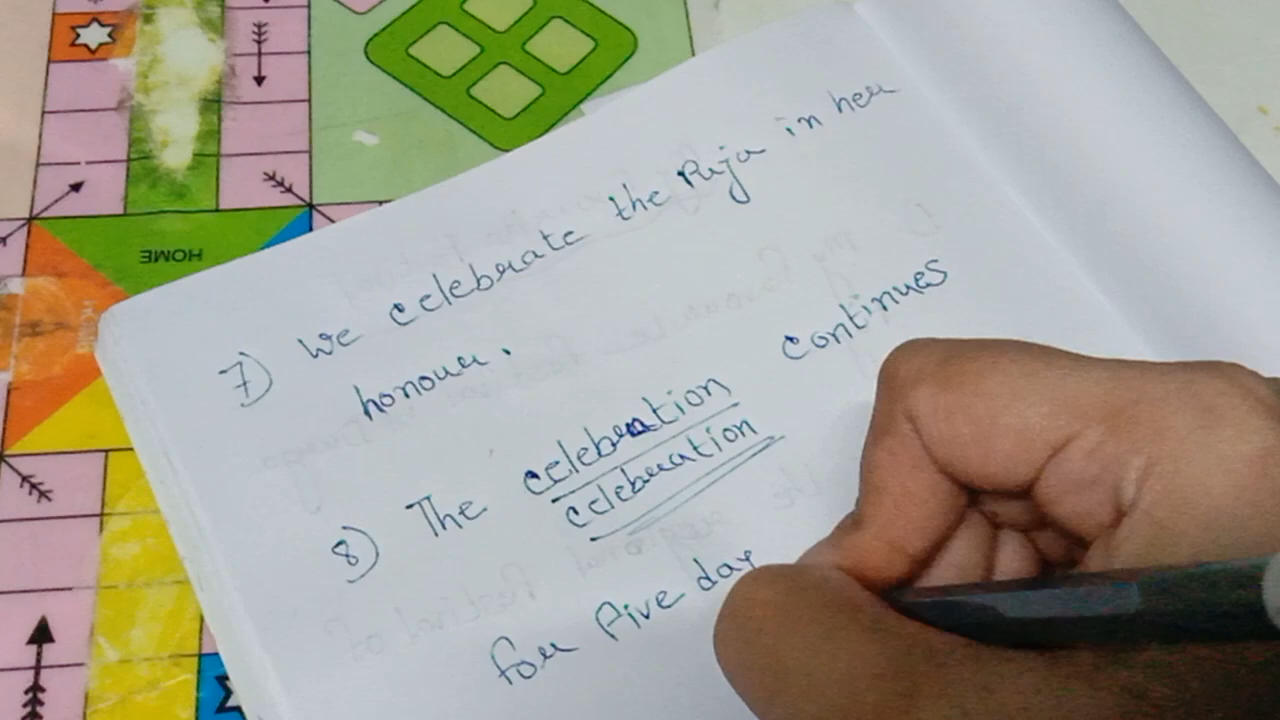 HOME
7) We celebrate the Puja in her
honour.
8) The celebration continues
celebration
for five day